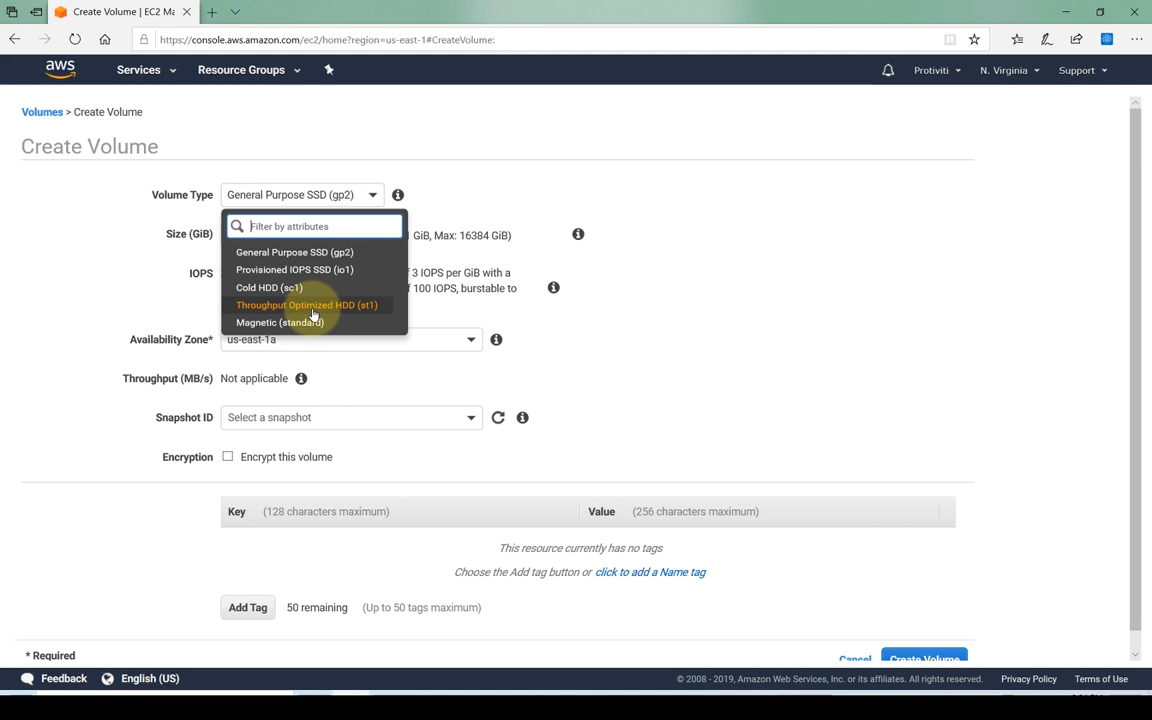 Create Volume | EC2 Ma
https://console.aws.amazon.com/ec2/home?region=us-east-1#CreateVolume:
aws Services Resource Groups Protiviti N. Virginia Support
Volumes > Create Volume
Create Volume
Volume Type General Purpose SSD (gp2)
Filter by attributes
Size (GiB) GiB, Max: 16384 GiB)
General Purpose SSD (gp2)
Provisioned IOPS SSD (io1)
IOPS 3 IOPS per GiB with a
Cold HDD (sc1) 100 IOPS, burstable to
Throughput Optimized HDD (st1)
Magnetic (standard)
Availability Zone* us-east-1a
Throughput (MB/s) Not applicable
Snapshot ID Select a snapshot
Encryption Encrypt this volume
Key (128 characters maximum) Value (256 characters maximum)
This resource currently has no tags
Choose the Add tag button or click to add a Name tag
Add Tag 50 remaining (Up to 50 tags maximum)
* Required Cancel Create Volume
Feedback English (US) © 2008 - 2019, Amazon Web Services, Inc. or its affiliates. All rights reserved. Privacy Policy Terms of Use